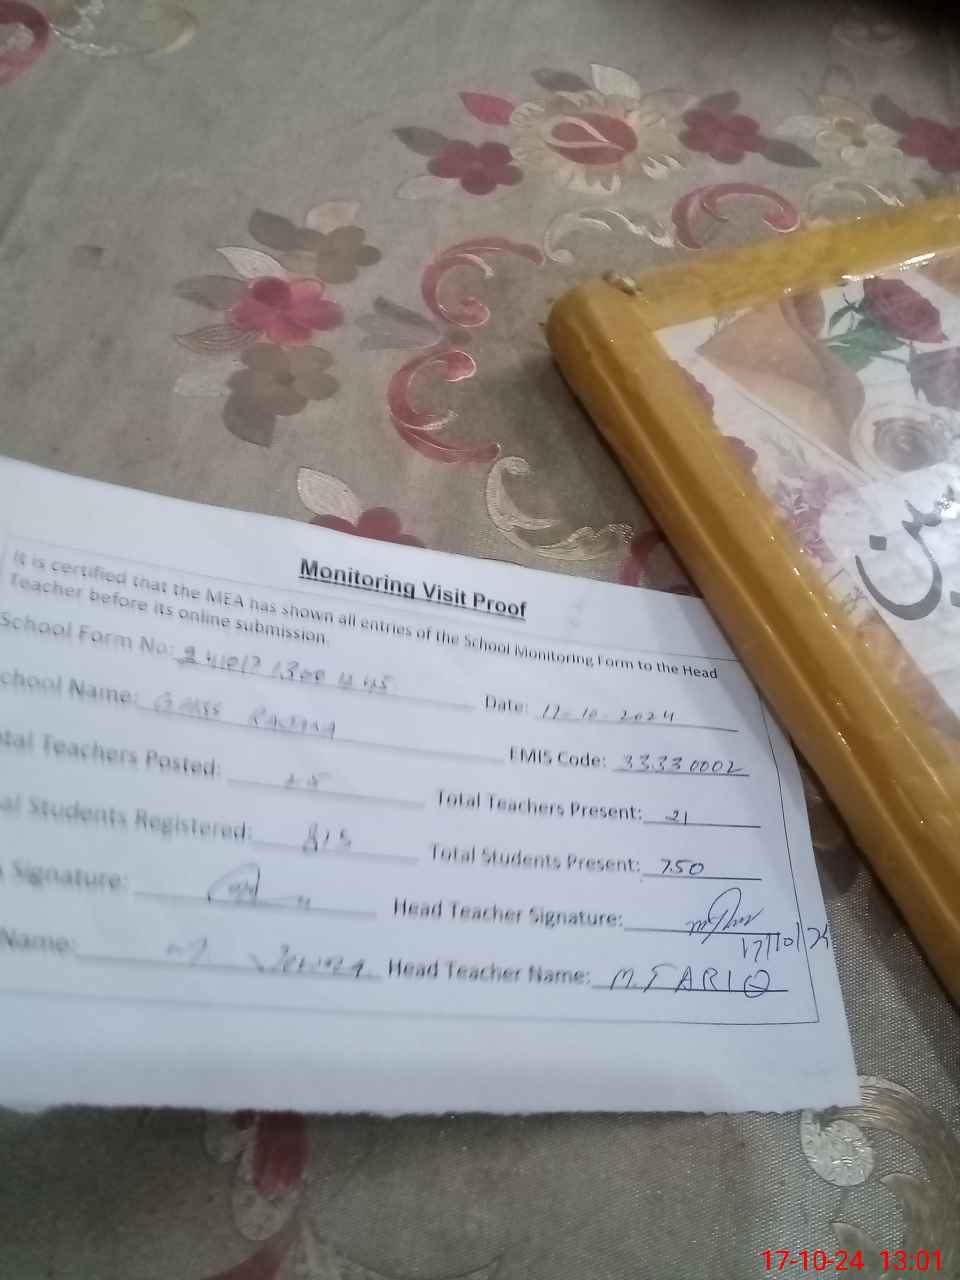 Monitoring Visit Proof
It is certified that the MEA has shown all entries of the School Monitoring Form to the Head
Teacher before its online submission.
School Form No:
chool Name: Date: 17-10-2024
EMIS Code: 33330002
tal Teachers Posted: Total Teachers Present: 21
al Students Registered: 815 Total Students Present: 750
Signature: Head Teacher Signature:
17/10/24
Name: Head Teacher Name: M. TARIQ
17-10-24 13:01